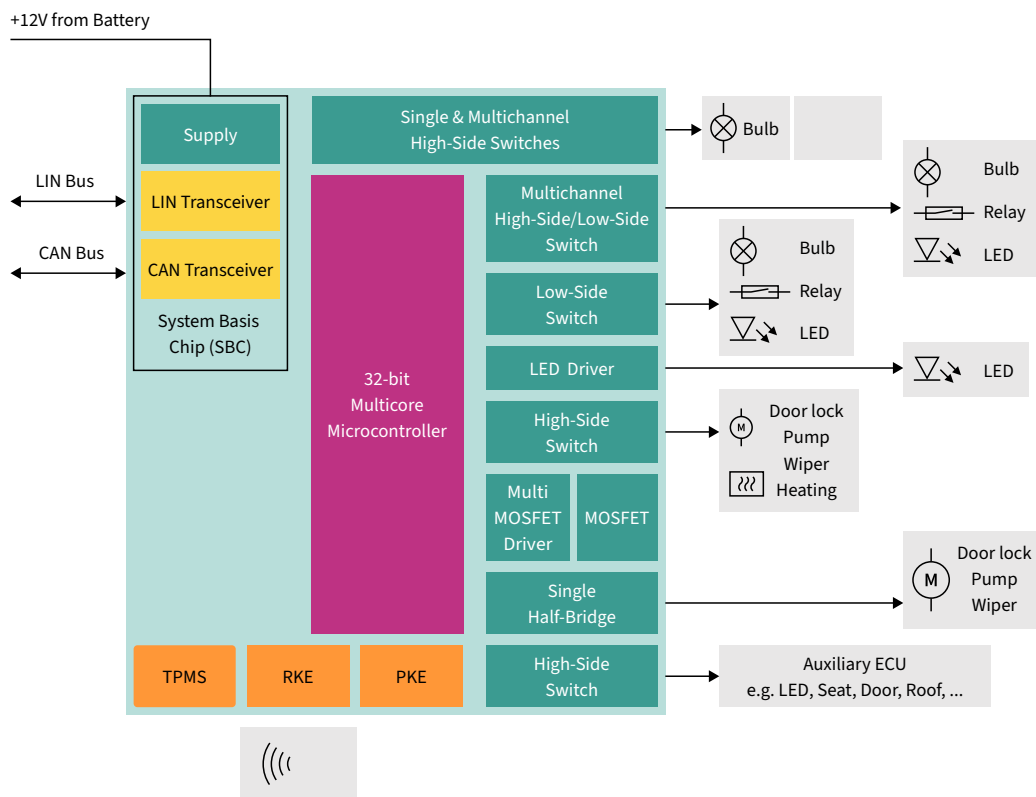 +12V from Battery
Supply
LIN Bus
LIN Transceiver
CAN Bus
CAN Transceiver
System Basis
Chip (SBC)
Single & Multichannel
High-Side Switches
Bulb
32-bit
Multicore
Microcontroller
Multichannel
High-Side/Low-Side
Switch
Bulb
Relay
LED
Low-Side
Switch
Bulb
Relay
LED
LED Driver
LED
High-Side
Switch
M
Door lock
Pump
Wiper
Heating
Multi
MOSFET
Driver
MOSFET
Single
Half-Bridge
M
Door lock
Pump
Wiper
TPMS
RKE
PKE
High-Side
Switch
Auxiliary ECU
e.g. LED, Seat, Door, Roof, ...